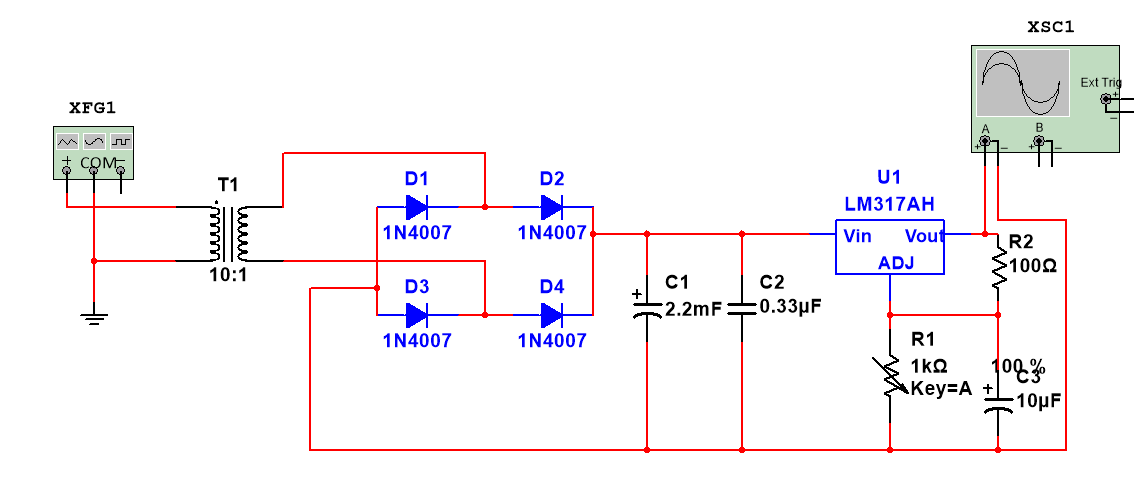 XSC1
Ext Trig
+
−
A
B
+ − + −
XFG1
+ COM −
T1
10:1
D1
1N4007
D2
1N4007
D3
1N4007
D4
1N4007
+
C1
2.2mF
C2
0.33µF
U1
LM317AH
Vin
Vout
ADJ
R2
100Ω
R1
1kΩ
Key=A
100 %
+
C3
10µF